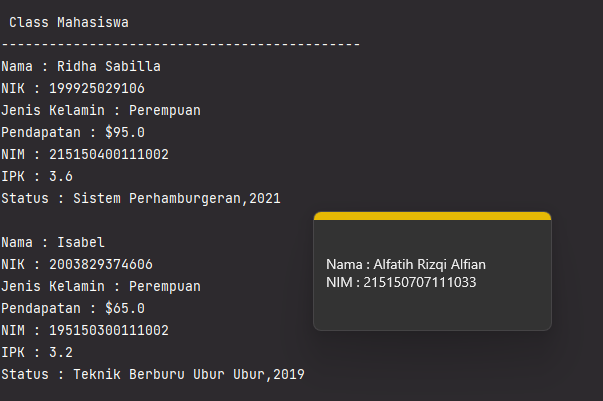 Class Mahasiswa
---------------------------------------------
Nama : Ridha Sabilla
NIK : 199925029106
Jenis Kelamin : Perempuan
Pendapatan : $95.0
NIM : 215150400111002
IPK : 3.6
Status : Sistem Perhamburgeran,2021
Nama : Isabel
NIK : 2003829374606
Jenis Kelamin : Perempuan
Pendapatan : $65.0
NIM : 195150300111002
IPK : 3.2
Status : Teknik Berburu Ubur Ubur,2019
Nama : Alfatih Rizqi Alfian
NIM : 215150707111033